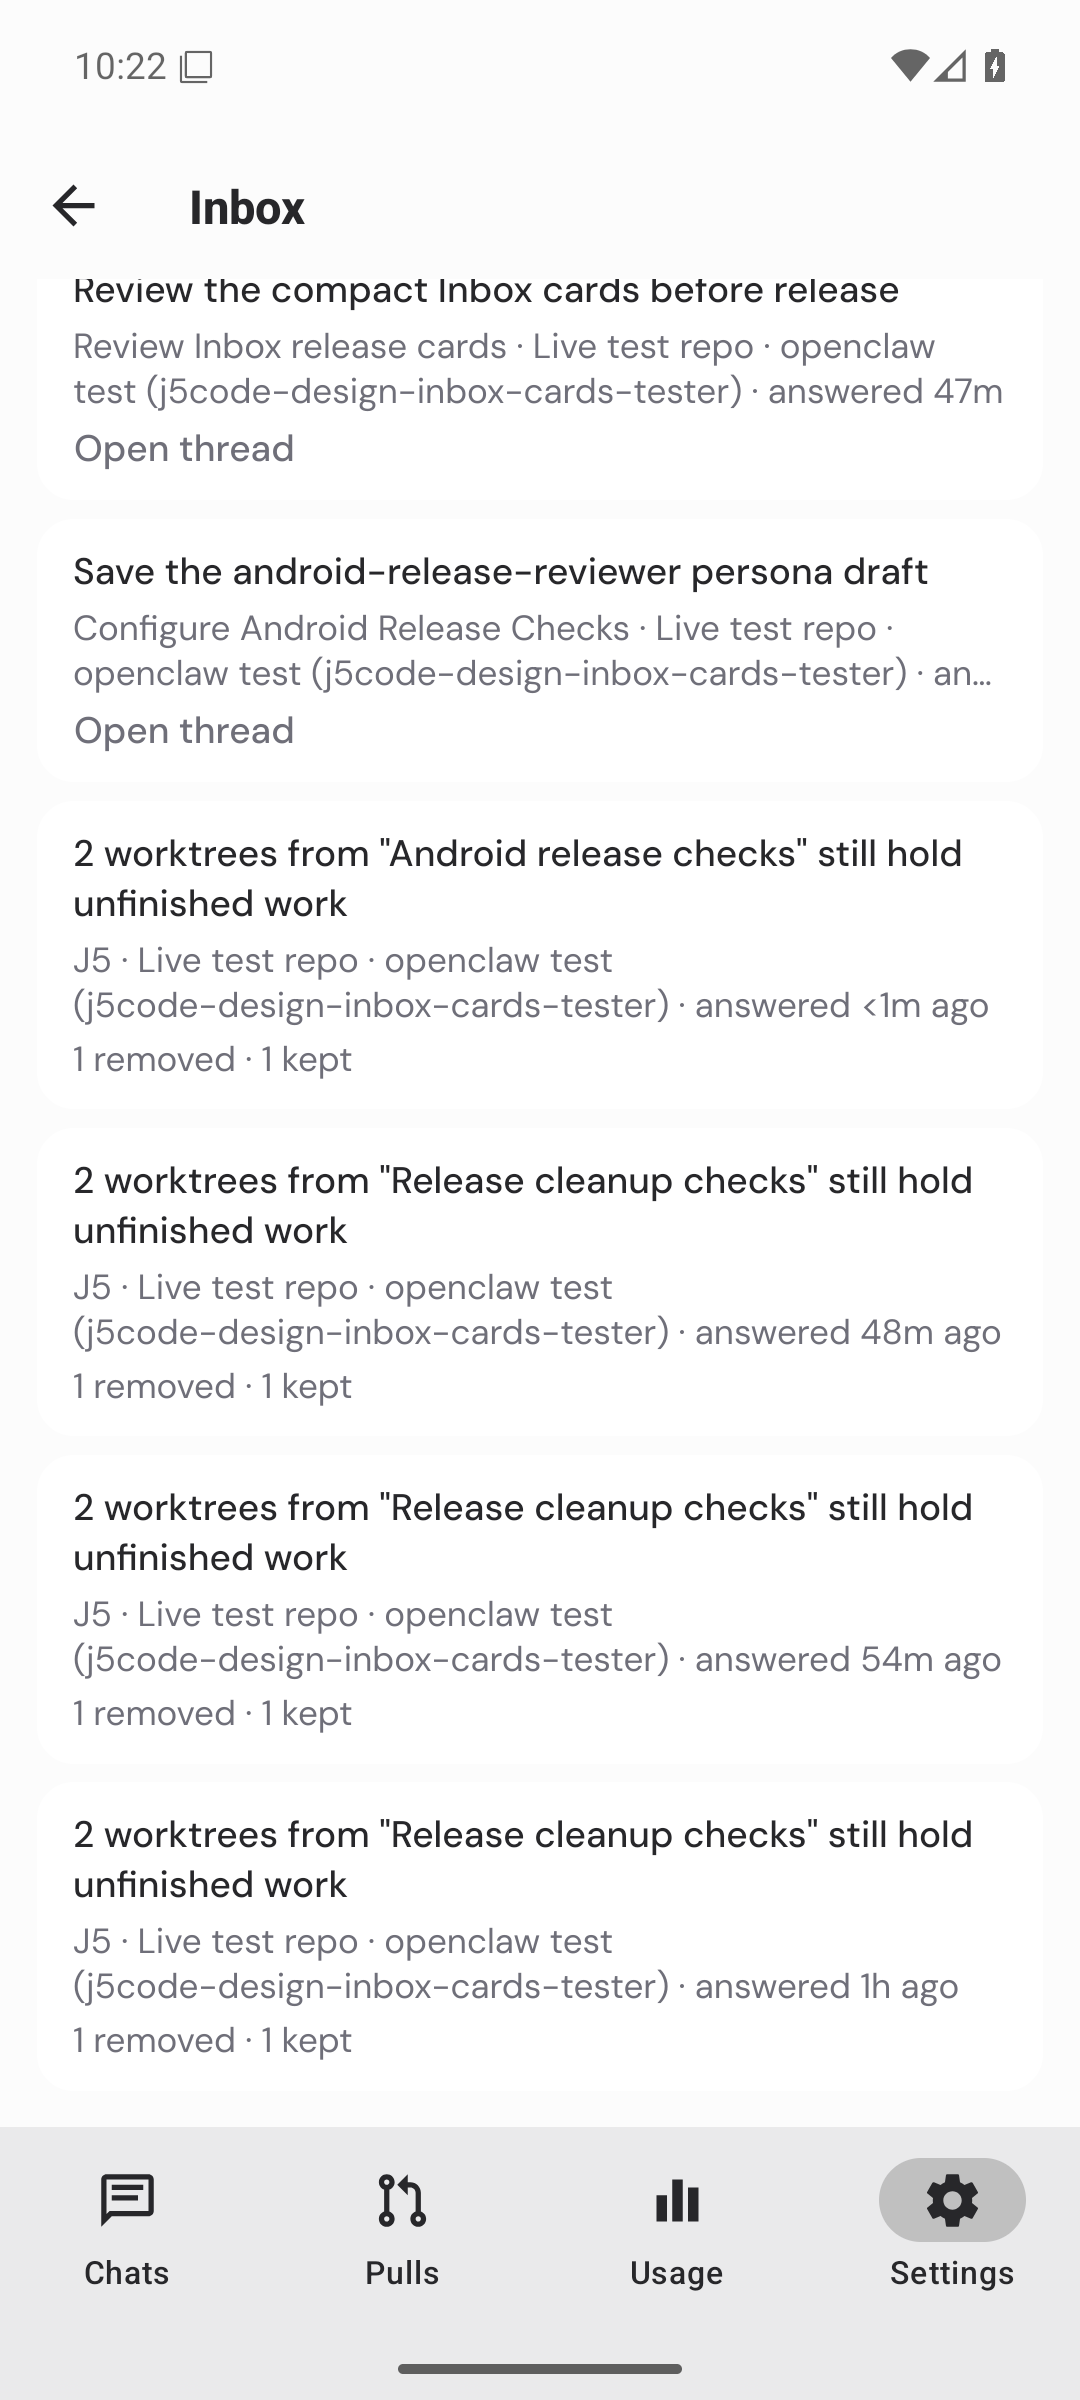 10:22
Inbox
Review the compact Inbox cards before release
Review Inbox release cards · Live test repo · openclaw
test (j5code-design-inbox-cards-tester) · answered 47m
Open thread
Save the android-release-reviewer persona draft
Configure Android Release Checks · Live test repo ·
openclaw test (j5code-design-inbox-cards-tester) · an...
Open thread
2 worktrees from "Android release checks" still hold
unfinished work
J5 · Live test repo · openclaw test
(j5code-design-inbox-cards-tester) · answered <1m ago
1 removed · 1 kept
2 worktrees from "Release cleanup checks" still hold
unfinished work
J5 · Live test repo · openclaw test
(j5code-design-inbox-cards-tester) · answered 48m ago
1 removed · 1 kept
2 worktrees from "Release cleanup checks" still hold
unfinished work
J5 · Live test repo · openclaw test
(j5code-design-inbox-cards-tester) · answered 54m ago
1 removed · 1 kept
2 worktrees from "Release cleanup checks" still hold
unfinished work
J5 · Live test repo · openclaw test
(j5code-design-inbox-cards-tester) · answered 1h ago
1 removed · 1 kept
Chats
Pulls
Usage
Settings